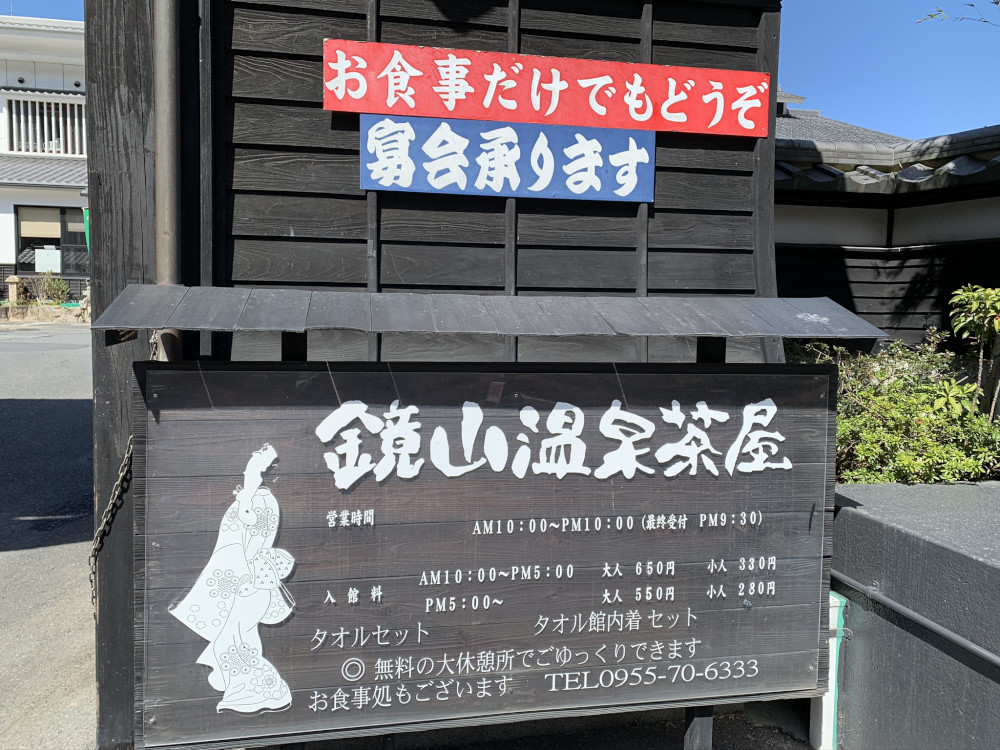 お食事だけでもどうぞ
宴会承ります
鏡山温泉茶屋
営業時間 AM10:00〜PM10:00 (最終受付 PM9:30)
入館料 AM10:00〜PM5:00 大人 650円 小人 330円
PM5:00〜 大人 550円 小人 280円
タオルセット タオル館内着セット
◎ 無料の大休憩所でごゆっくりできます
お食事処もございます TEL0955-70-6333